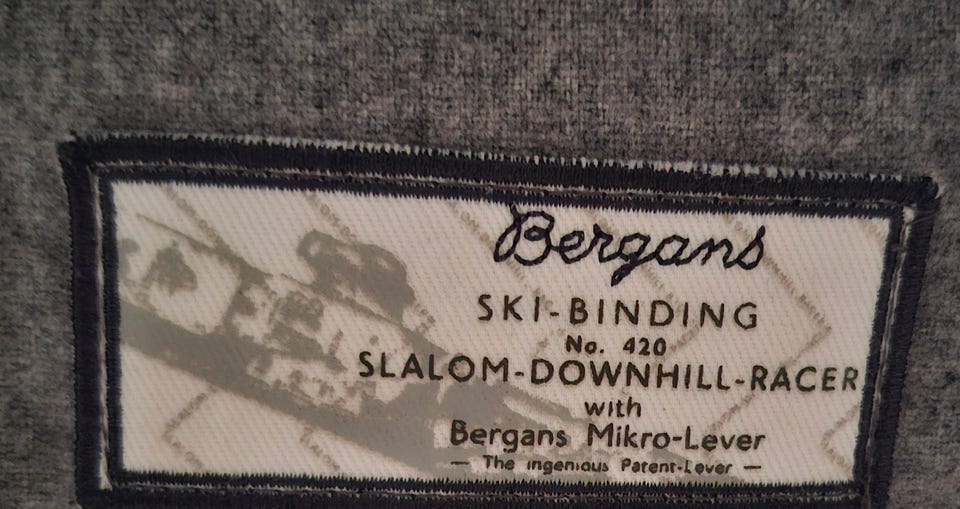 Bergans
SKI-BINDING
No. 420
SLALOM-DOWNHILL-RACER
with
Bergans Mikro-Lever
— The ingenious Patent-Lever —